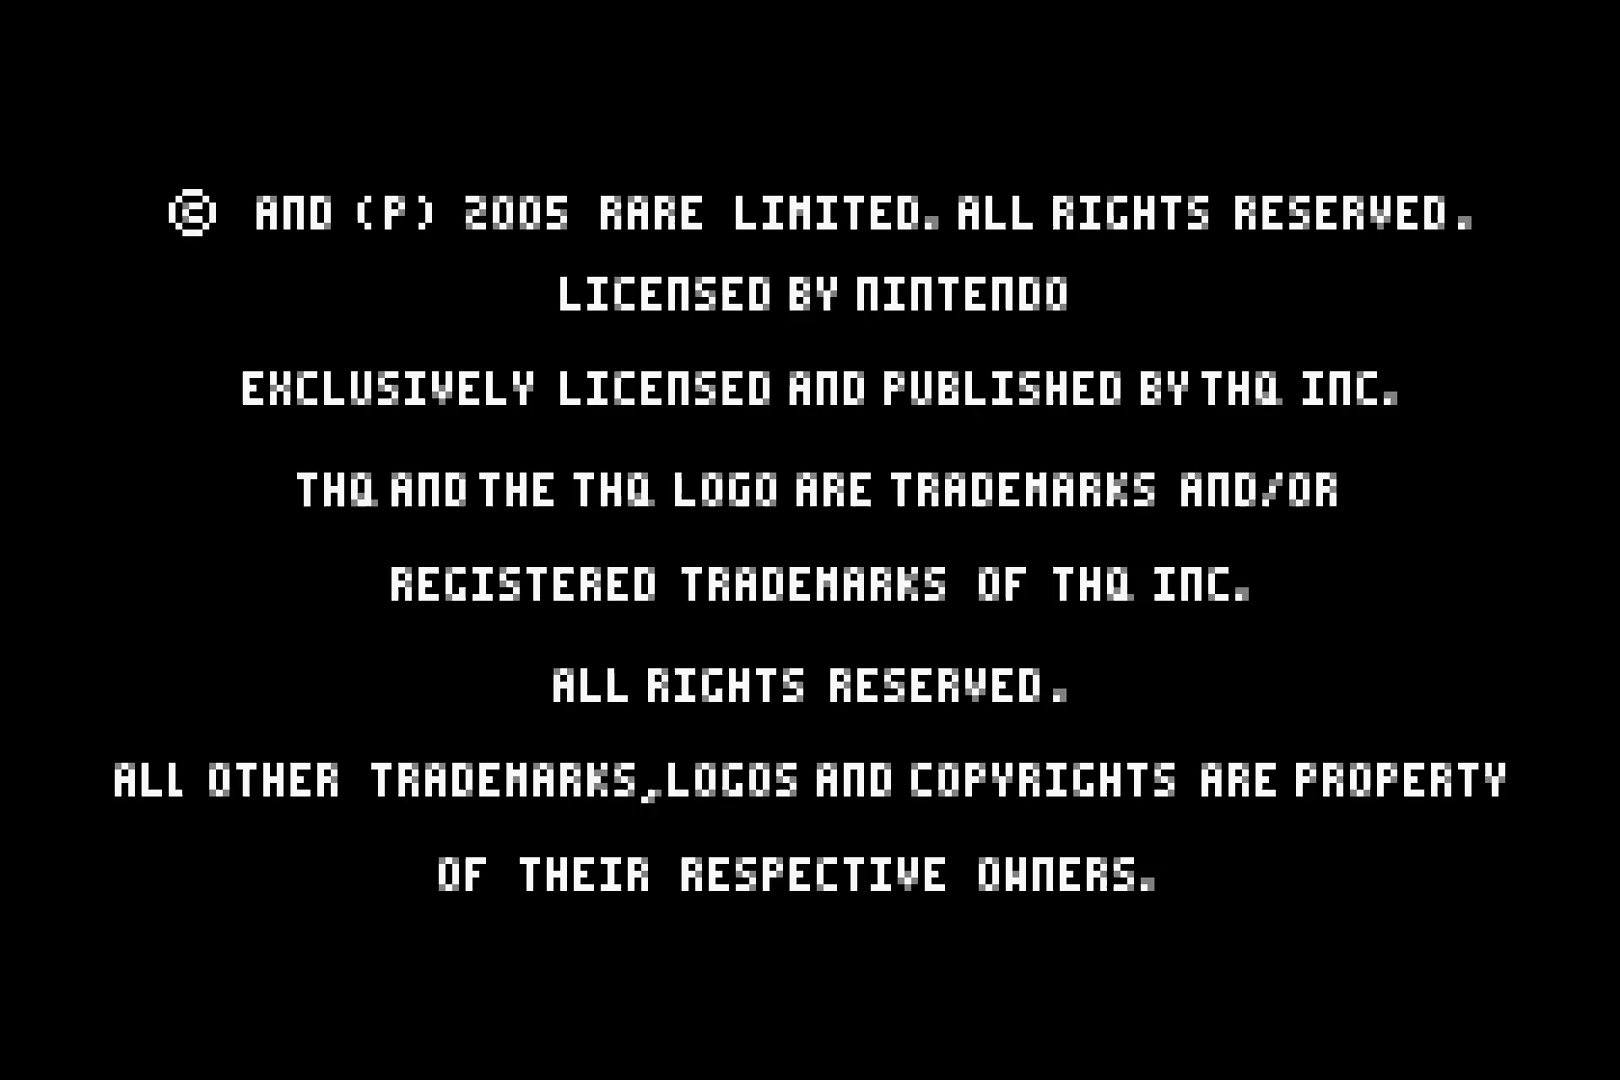 © AND (P) 2005 RARE LIMITED. ALL RIGHTS RESERVED.
LICENSED BY NINTENDO
EXCLUSIVELY LICENSED AND PUBLISHED BY THQ INC.
THQ AND THE THQ LOGO ARE TRADEMARKS AND/OR
REGISTERED TRADEMARKS OF THQ INC.
ALL RIGHTS RESERVED.
ALL OTHER TRADEMARKS,LOGOS AND COPYRIGHTS ARE PROPERTY
OF THEIR RESPECTIVE OWNERS.